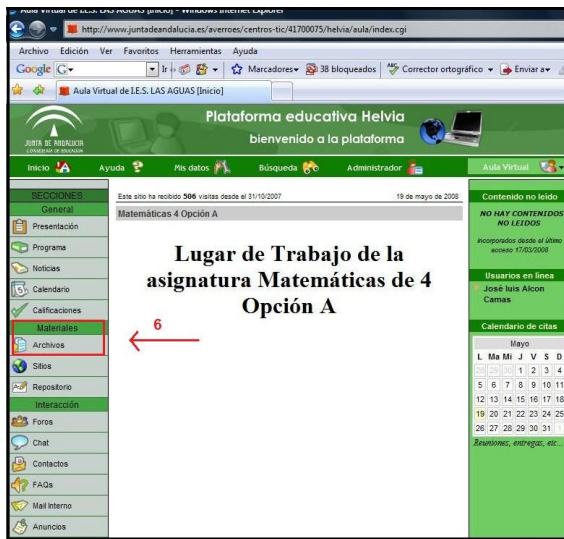 Aula Virtual de I.E.S. LAS AGUAS [Inicio] - Windows Internet Explorer
http://www.juntadeandalucia.es/averroes/centros-tic/41700075/helvia/aula/index.cgi
Archivo Edición Ver Favoritos Herramientas Ayuda
Google G Ir Marcadores 38 bloqueados Corrector ortográfico Enviar a
Aula Virtual de I.E.S. LAS AGUAS [Inicio]
Plataforma educativa Helvia
bienvenido a la plataforma
JUNTA DE ANDALUCIA
CONSEJERÍA DE EDUCACIÓN
Inicio Ayuda Mis datos Búsqueda Administrador Aula Virtual
SECCIONES
General
Presentación
Programa
Noticias
Calendario
Calificaciones
Materiales
Archivos
Sitios
Repositorio
Interacción
Foros
Chat
Contactos
FAQs
Mail Interno
Anuncios
Este sitio ha recibido 506 visitas desde el 31/10/2007 19 de mayo de 2008
Matemáticas 4 Opción A
Lugar de Trabajo de la
asignatura Matemáticas de 4
Opción A
6
Contenido no leído
NO HAY CONTENIDOS
NO LEIDOS
incorporados desde el último
acceso 17/03/2008
Usuarios en línea
José luis Alcon
Camas
Calendario de citas
Mayo
L Ma Mi J V S D
28 29 30 1 2 3 4
5 6 7 8 9 10 11
12 13 14 15 16 17 18
19 20 21 22 23 24 25
26 27 28 29 30 31 1
Reuniones, entregas, etc...